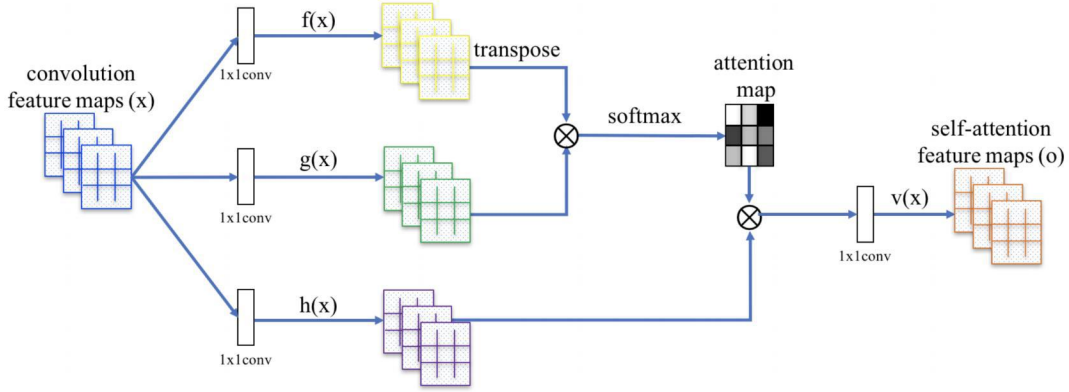 f(x)
transpose
1x1conv
convolution
feature maps (x)
attention
map
softmax
g(x)
1x1conv
self-attention
feature maps (o)
v(x)
1x1conv
h(x)
1x1conv